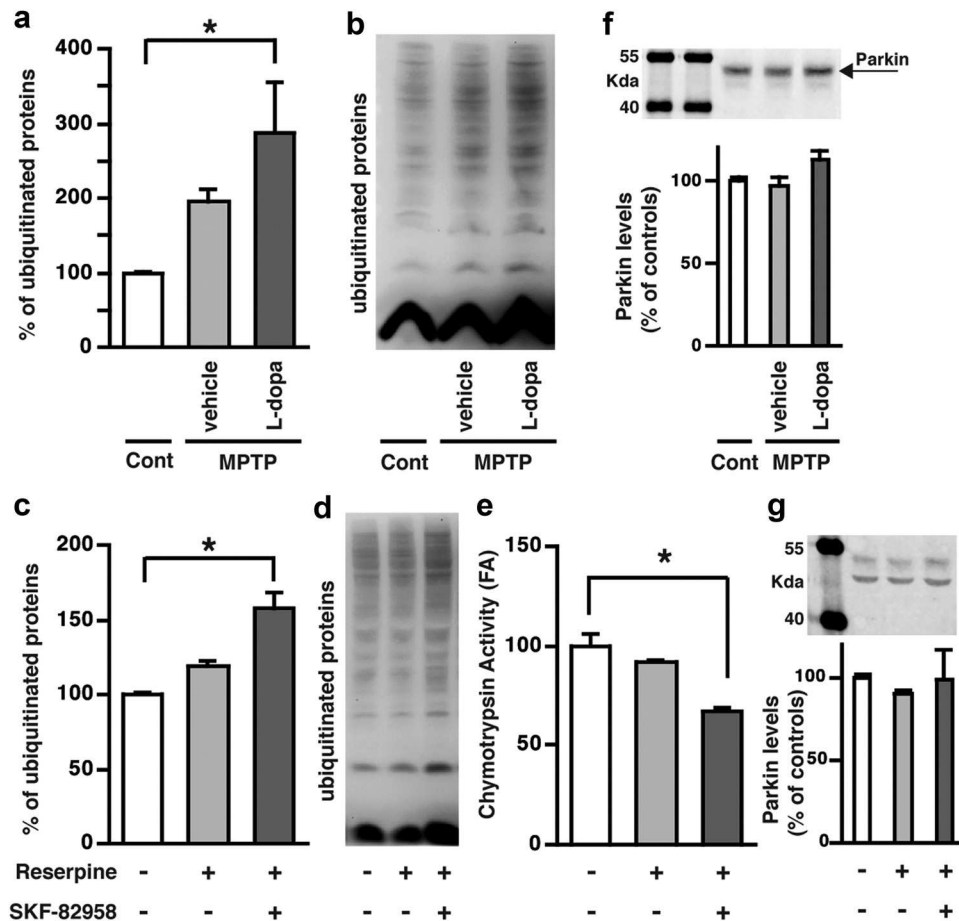 a
*
400
300
200
100
0
% of ubiquitinated proteins
vehicle
L-dopa
Cont
MPTP
b
ubiquitinated proteins
vehicle
L-dopa
Cont
MPTP
f
55
Kda
40
Parkin
100
50
0
Parkin levels
(% of controls)
vehicle
L-dopa
Cont MPTP
c
*
200
150
100
50
0
% of ubiquitinated proteins
d
ubiquitinated proteins
e
*
150
100
50
0
Chymotrypsin Activity (FA)
g
55
Kda
40
100
50
0
Parkin levels
(% of controls)
Reserpine - + + - + + - + + - + +
SKF-82958 - - + - - + - - + - - +